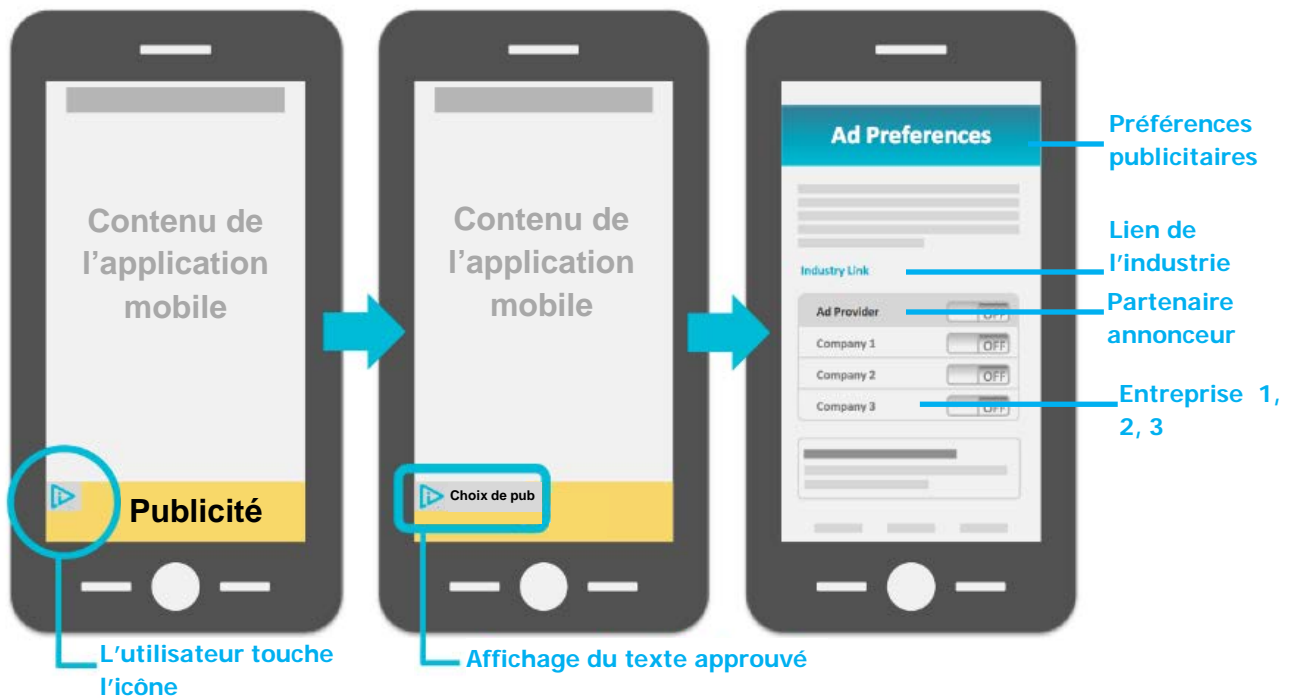 Contenu de
l'application
mobile
Publicité
L'utilisateur touche
l'icône
Contenu de
l'application
mobile
Choix de pub
Affichage du texte approuvé
Ad Preferences
Industry Link
Ad Provider OFF
Company 1 OFF
Company 2 OFF
Company 3 OFF
Préférences
publicitaires
Lien de
l'industrie
Partenaire
annonceur
Entreprise 1,
2, 3